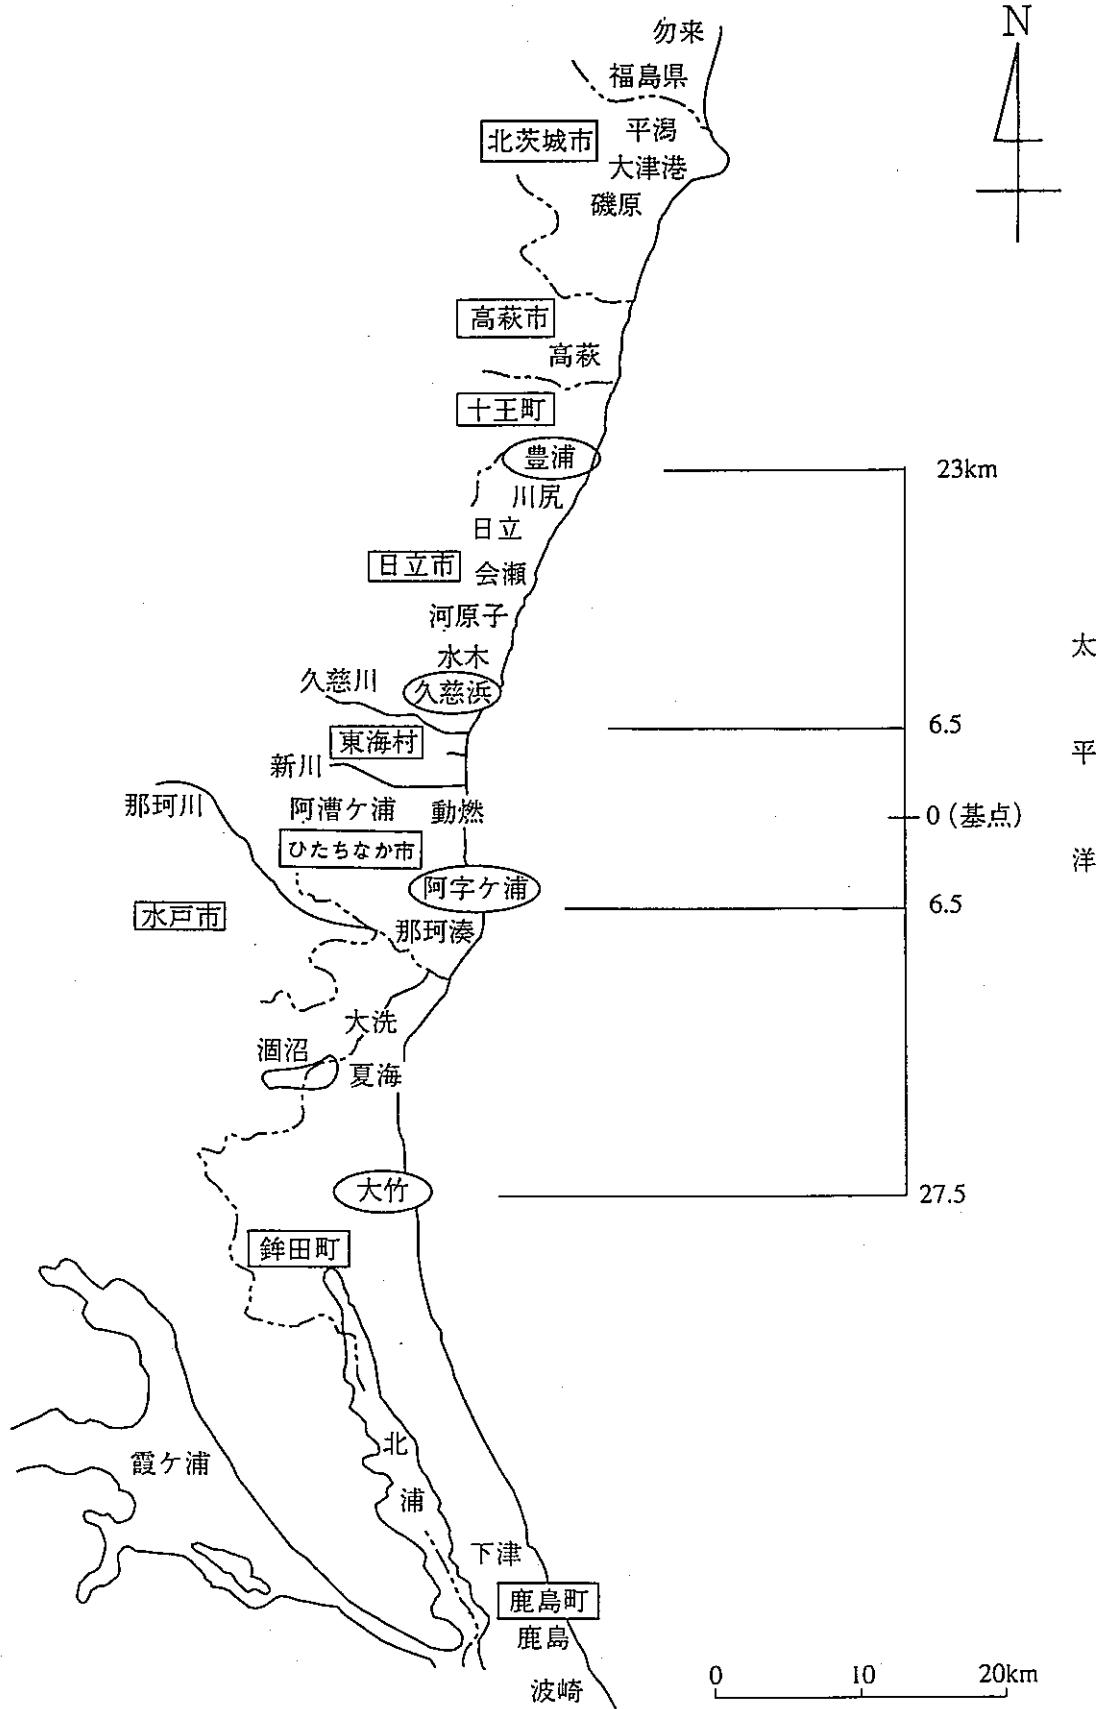 N
勿来
福島県
平潟
北茨城市
大津港
磯原
高萩市
高萩
十王町
豊浦
23km
川尻
日立
日立市
会瀬
河原子
水木
久慈川
久慈浜
6.5
東海村
新川
那珂川
阿漕ケ浦
動燃
0 (基点)
ひたちなか市
阿字ケ浦
6.5
水戸市
那珂湊
大洗
涸沼
夏海
大竹
27.5
鉾田町
太
平
洋
北
浦
霞ケ浦
下津
鹿島町
鹿島
波崎
0
10
20km